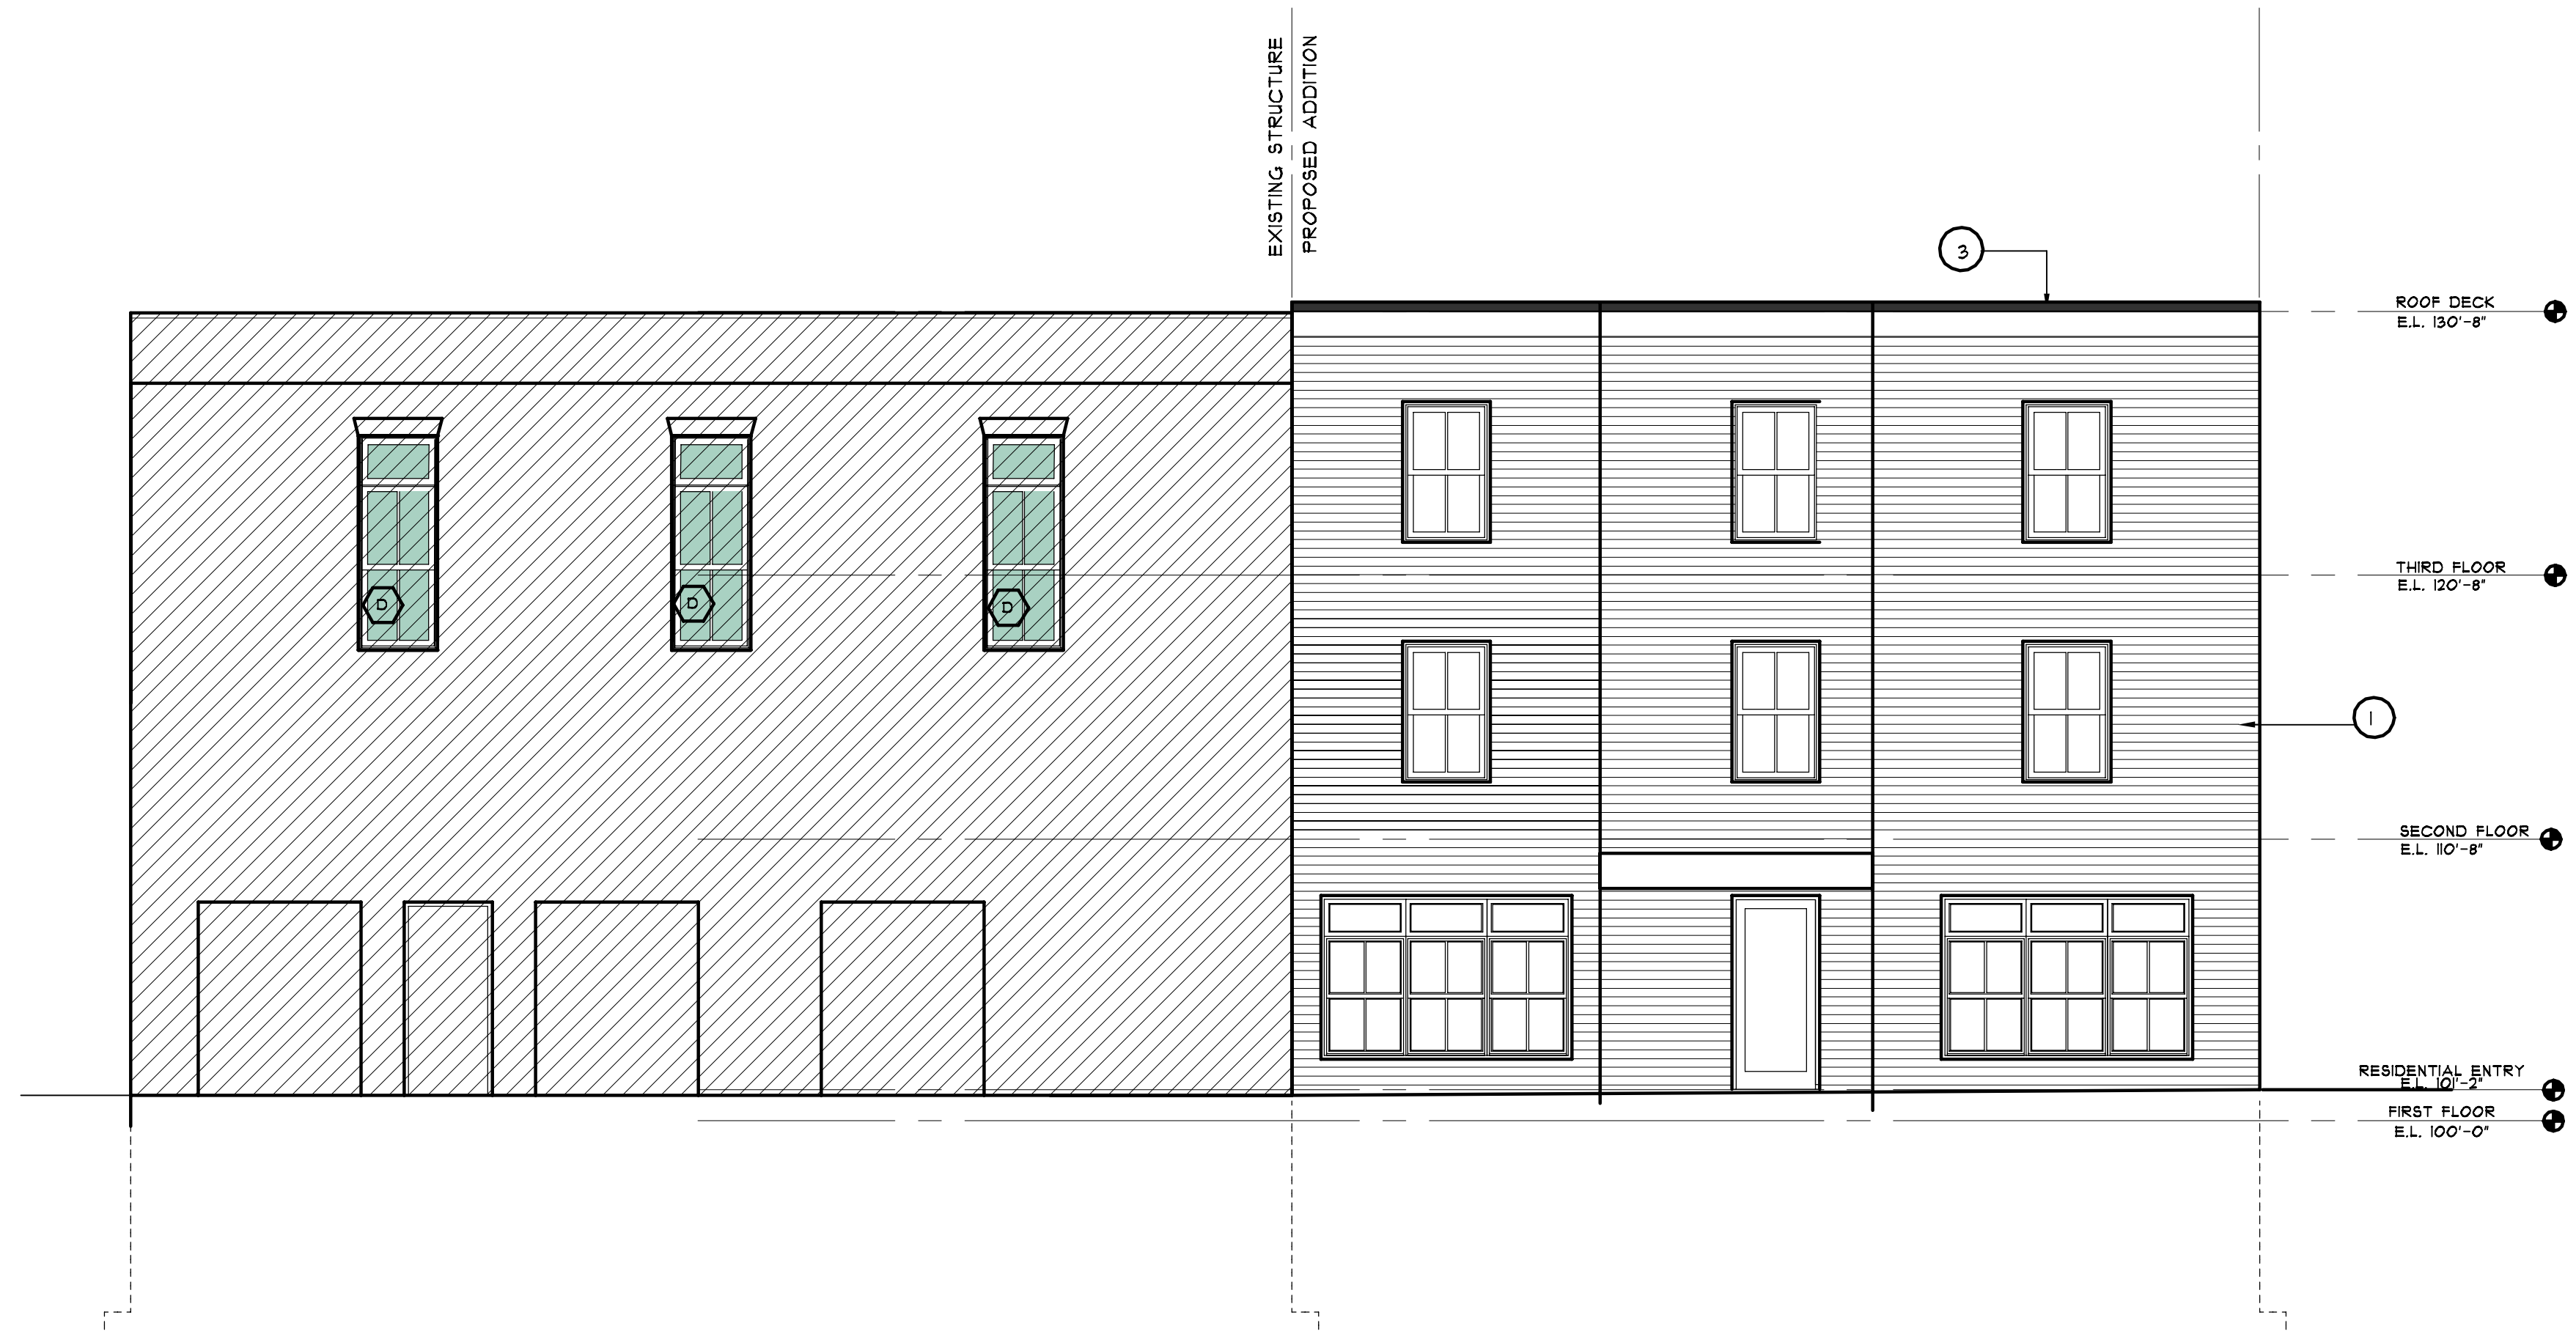 EXISTING STRUCTURE
PROPOSED ADDITION
3
ROOF DECK
E.L. 130'-8"
THIRD FLOOR
E.L. 120'-8"
D
D
D
1
SECOND FLOOR
E.L. 110'-8"
RESIDENTIAL ENTRY
E.L. 101'-2"
FIRST FLOOR
E.L. 100'-0"